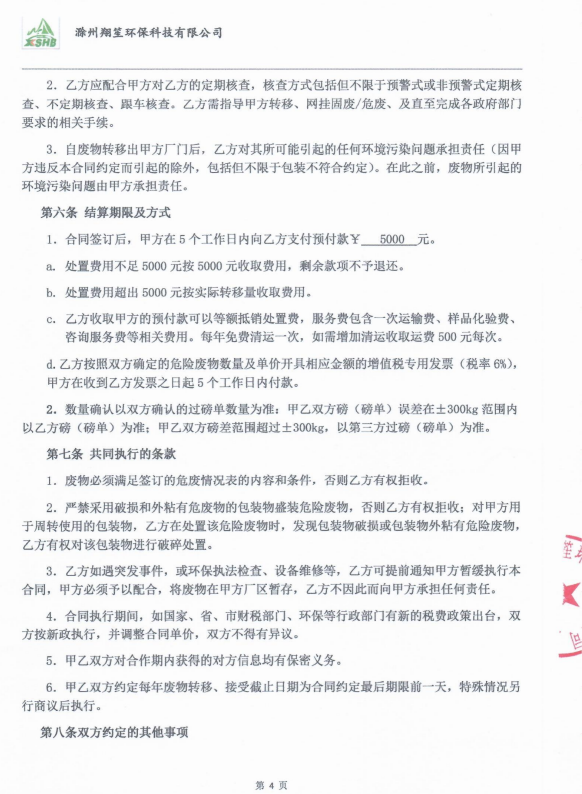 XSHB
滁州翔笙环保科技有限公司
2. 乙方应配合甲方对乙方的定期核查，核查方式包括但不限于预警式或非预警式定期核
查、不定期核查、跟车核查。乙方需指导甲方转移、网挂固废/危废、及直至完成各政府部门
要求的相关手续。
3. 自废物转移出甲方厂门后，乙方对其所可能引起的任何环境污染问题承担责任（因甲
方违反本合同约定而引起的除外，包括但不限于包装不符合约定）。在此之前，废物所引起的
环境污染问题由甲方承担责任。
第六条 结算期限及方式
1. 合同签订后，甲方在 5 个工作日内向乙方支付预付款￥ 5000 元。
a. 处置费用不足 5000 元按 5000 元收取费用，剩余款项不予退还。
b. 处置费用超出 5000 元按实际转移量收取费用。
c. 乙方收取甲方的预付款可以等额抵销处置费，服务费包含一次运输费、样品化验费、
咨询服务费等相关费用。每年免费清运一次，如需增加清运收取运费 500 元每次。
d.乙方按照双方确定的危险废物数量及单价开具相应金额的增值税专用发票（税率 6%），
甲方在收到乙方发票之日起 5 个工作日内付款。
2. 数量确认以双方确认的过磅单数量为准：甲乙双方磅（磅单）误差在±300kg 范围内
以乙方磅（磅单）为准；甲乙双方磅差范围超过±300kg，以第三方过磅（磅单）为准。
第七条 共同执行的条款
1. 废物必须满足签订的危废情况表的内容和条件，否则乙方有权拒收。
2. 严禁采用破损和外粘有危废物的包装物盛装危险废物，否则乙方有权拒收；对甲方用
于周转使用的包装物，乙方在处置该危险废物时，发现包装物破损或包装物外粘有危险废物，
乙方有权对该包装物进行破碎处置。
3. 乙方如遇突发事件，或环保执法检查、设备维修等，乙方可提前通知甲方暂缓执行本
合同，甲方必须予以配合，将废物在甲方厂区暂存，乙方不因此而向甲方承担任何责任。
4. 合同执行期间，如国家、省、市财税部门、环保等行政部门有新的税费政策出台，双
方按新政执行，并调整合同单价，双方不得有异议。
5. 甲乙双方对合作期内获得的对方信息均有保密义务。
6. 甲乙双方约定每年废物转移、接受截止日期为合同约定最后期限前一天，特殊情况另
行商议后执行。
第八条双方约定的其他事项
第 4 页